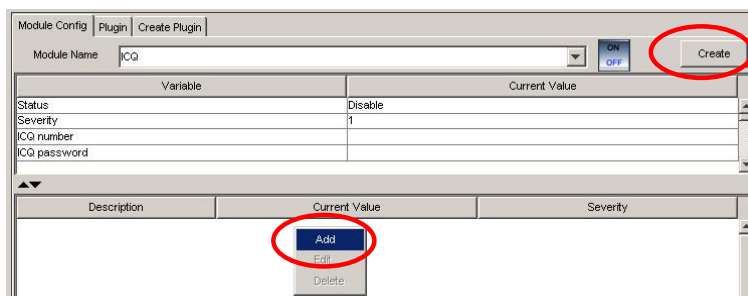 Module Config Plugin Create Plugin
Module Name ICQ ON OFF Create
Variable Current Value
Status Disable
Severity 1
ICQ number
ICQ password
Description Current Value Severity
Add
Edit
Delete